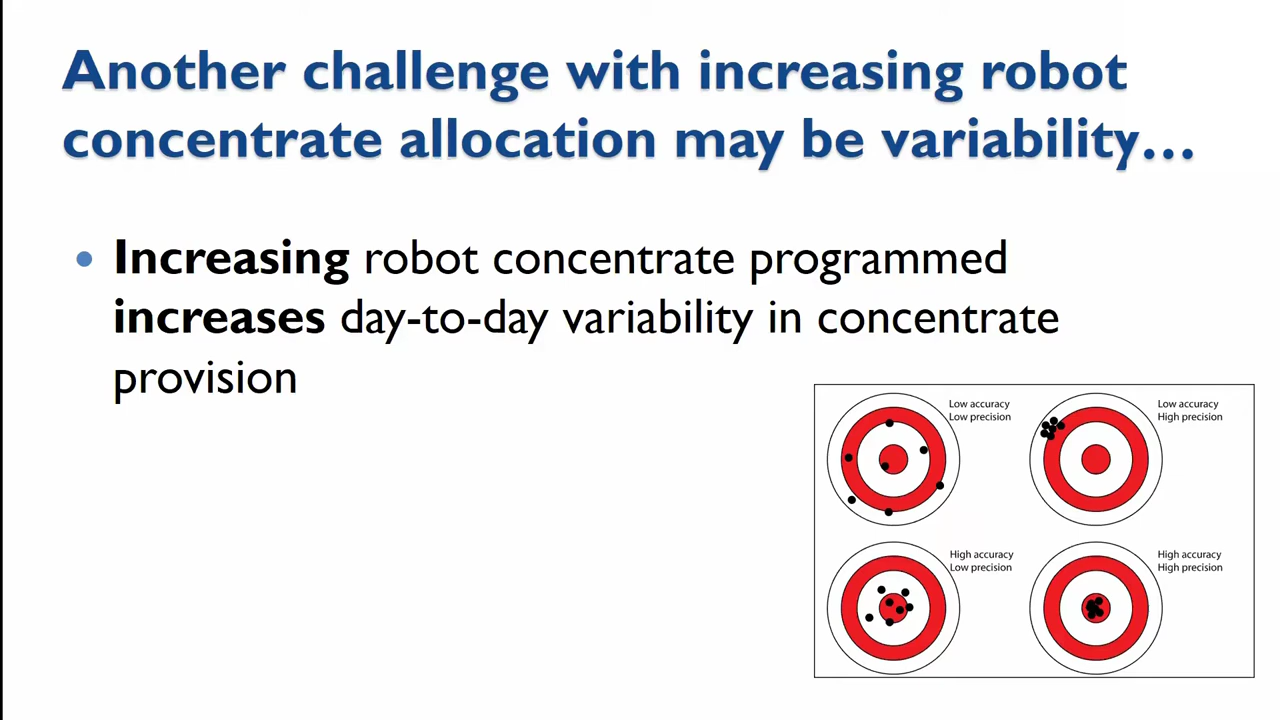 Another challenge with increasing robot
concentrate allocation may be variability…
• Increasing robot concentrate programmed
increases day-to-day variability in concentrate
provision
Low accuracy
Low precision
Low accuracy
High precision
High accuracy
Low precision
High accuracy
High precision